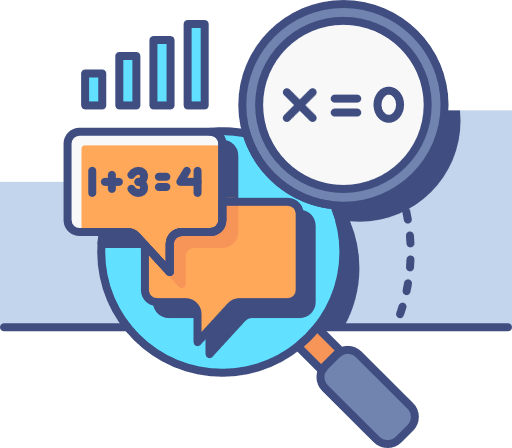 x = 0
1+3=4